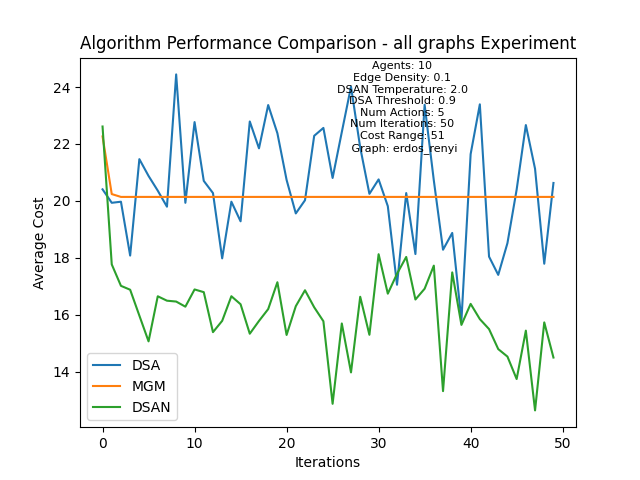 Algorithm Performance Comparison - all graphs Experiment
Agents: 10
Edge Density: 0.1
DSAN Temperature: 2.0
DSA Threshold: 0.9
Num Actions: 5
Num Iterations: 50
Cost Range: 51
Graph: erdos_renyi
24
22
20
18
16
14
Average Cost
DSA
MGM
DSAN
0
10
20
30
40
50
Iterations